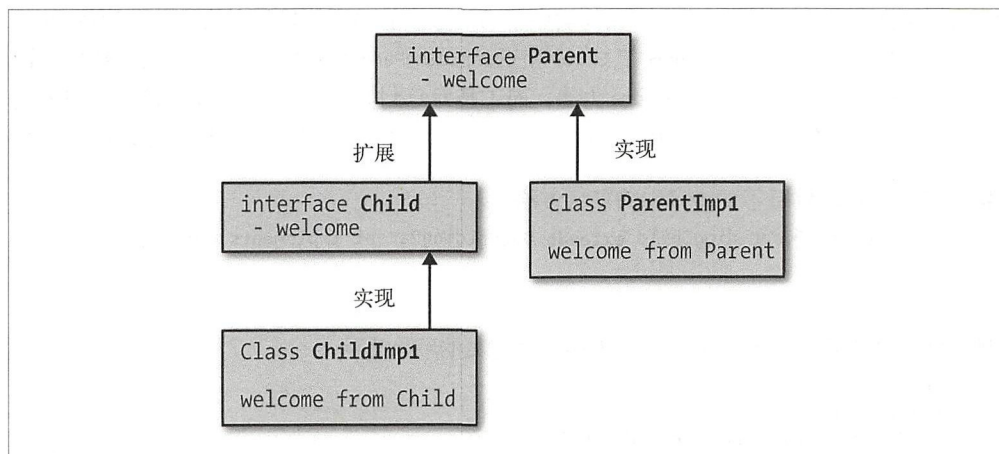 interface Parent
- welcome
扩展
实现
interface Child
- welcome
class ParentImp1
welcome from Parent
实现
Class ChildImp1
welcome from Child